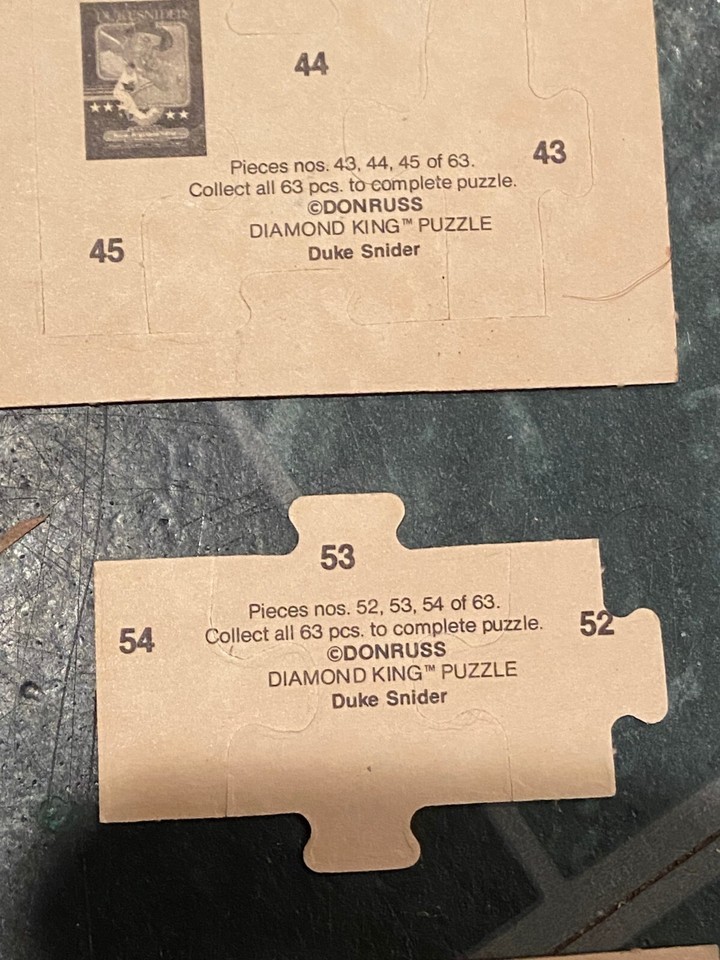 DUKE SNIDER
44
43
Pieces nos. 43, 44, 45 of 63.
Collect all 63 pcs. to complete puzzle.
©DONRUSS
DIAMOND KING™ PUZZLE
45
Duke Snider
53
Pieces nos. 52, 53, 54 of 63.
54
52
Collect all 63 pcs. to complete puzzle.
©DONRUSS
DIAMOND KING™ PUZZLE
Duke Snider